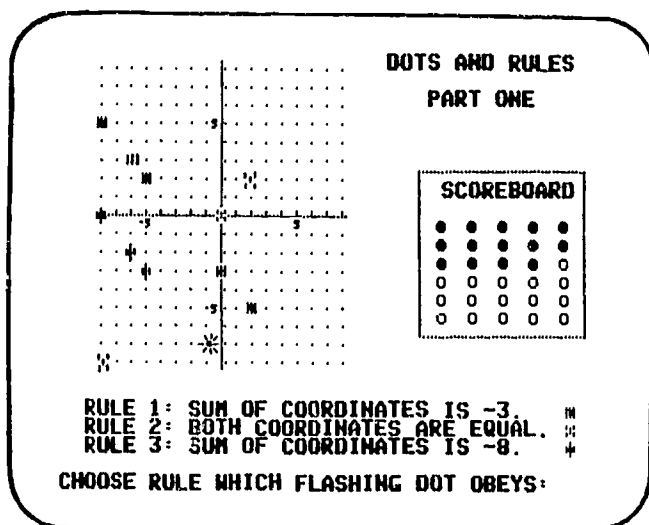 DOTS AND RULES
PART ONE
5
-5
5
-5
SCOREBOARD
RULE 1: SUM OF COORDINATES IS -3.
RULE 2: BOTH COORDINATES ARE EQUAL.
RULE 3: SUM OF COORDINATES IS -8.
CHOOSE RULE WHICH FLASHING DOT OBEYS: